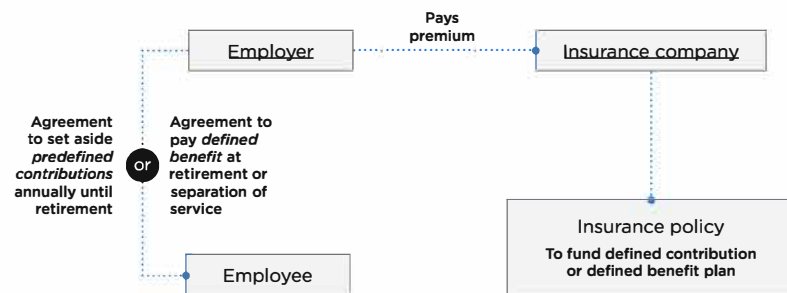 Pays
premium
Employer
Insurance company
Agreement
to set aside
predefined
contributions
annually until
retirement
or
Agreement to
pay defined
benefit at
retirement or
separation of
service
Insurance policy
To fund defined contribution
or defined benefit plan
Employee